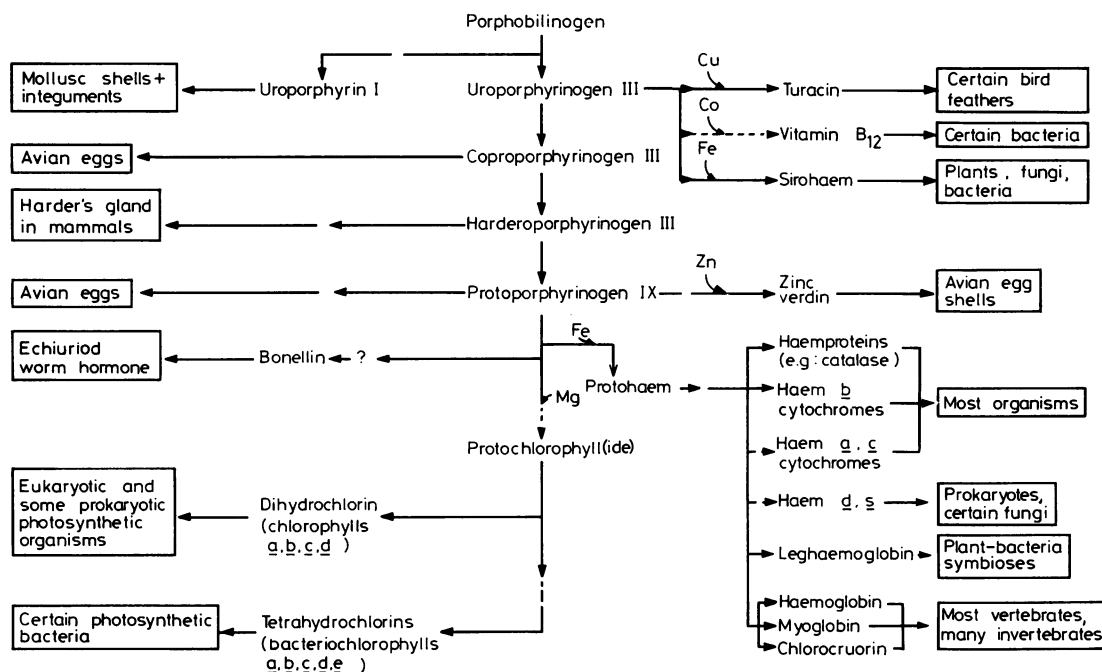 Porphobilinogen
Mollusc shells +
integuments
Uroporphyrin I
Uroporphyrinogen III
Cu
Turacin
Certain bird
feathers
Co
Vitamin B12
Certain bacteria
Avian eggs
Coproporphyrinogen III
Fe
Sirohaem
Plants, fungi,
bacteria
Harder's gland
in mammals
Harderoporphyrinogen III
Avian eggs
Protoporphyrinogen IX
Zn
Zinc
verdin
Avian egg
shells
Echiuriod
worm hormone
Bonellin
?
Fe
Protohaem
Mg
Protochlorophyll(ide)
Haemproteins
(e.g: catalase)
Haem b
cytochromes
Haem a, c
cytochromes
Most organisms
Haem d, s
Prokaryotes,
certain fungi
Leghaemoglobin
Plant-bacteria
symbioses
Haemoglobin
Myoglobin
Chlorocruorin
Most vertebrates,
many invertebrates
Eukaryotic and
some prokaryotic
photosynthetic
organisms
Dihydrochlorin
(chlorophylls
a,b,c,d )
Certain photosynthetic
bacteria
Tetrahydrochlorins
(bacteriochlorophylls
a,b,c,d,e)